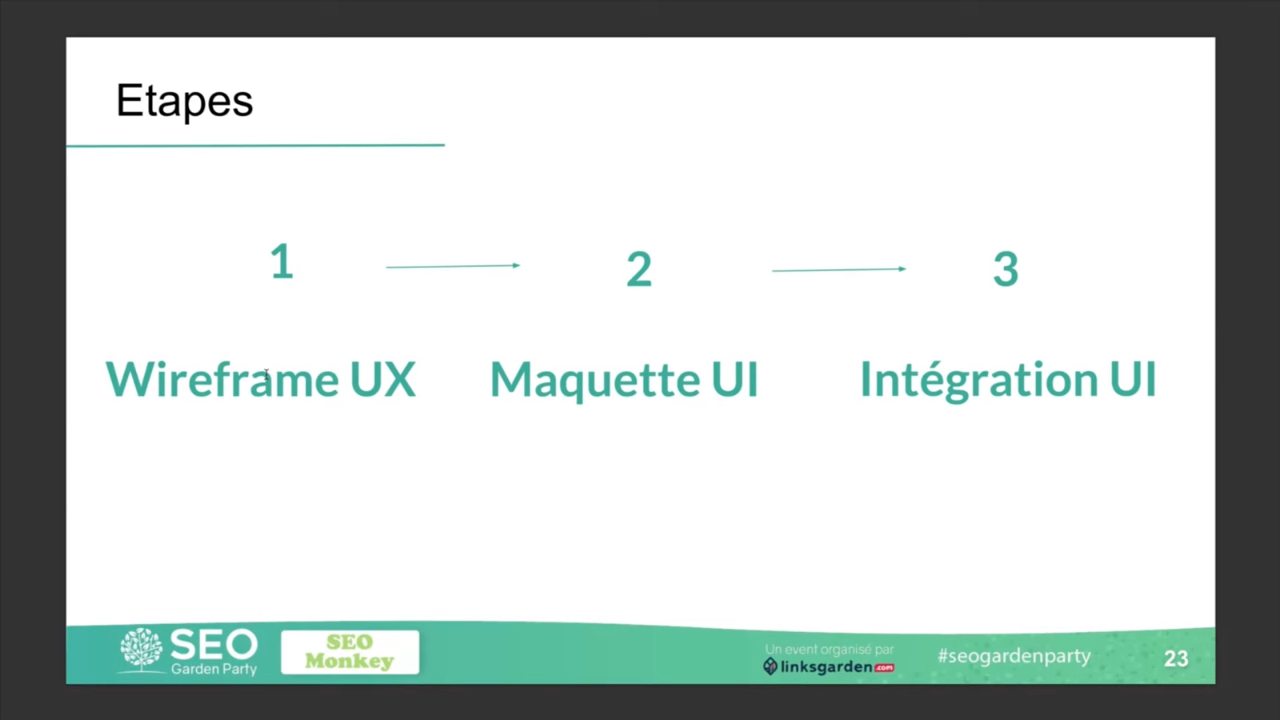 Etapes
1
2
3
Wireframe UX
Maquette UI
Intégration UI
SEO
Garden Party
SEO
Monkey
Un event organisé par
linksgarden.com
#seogardenparty
23